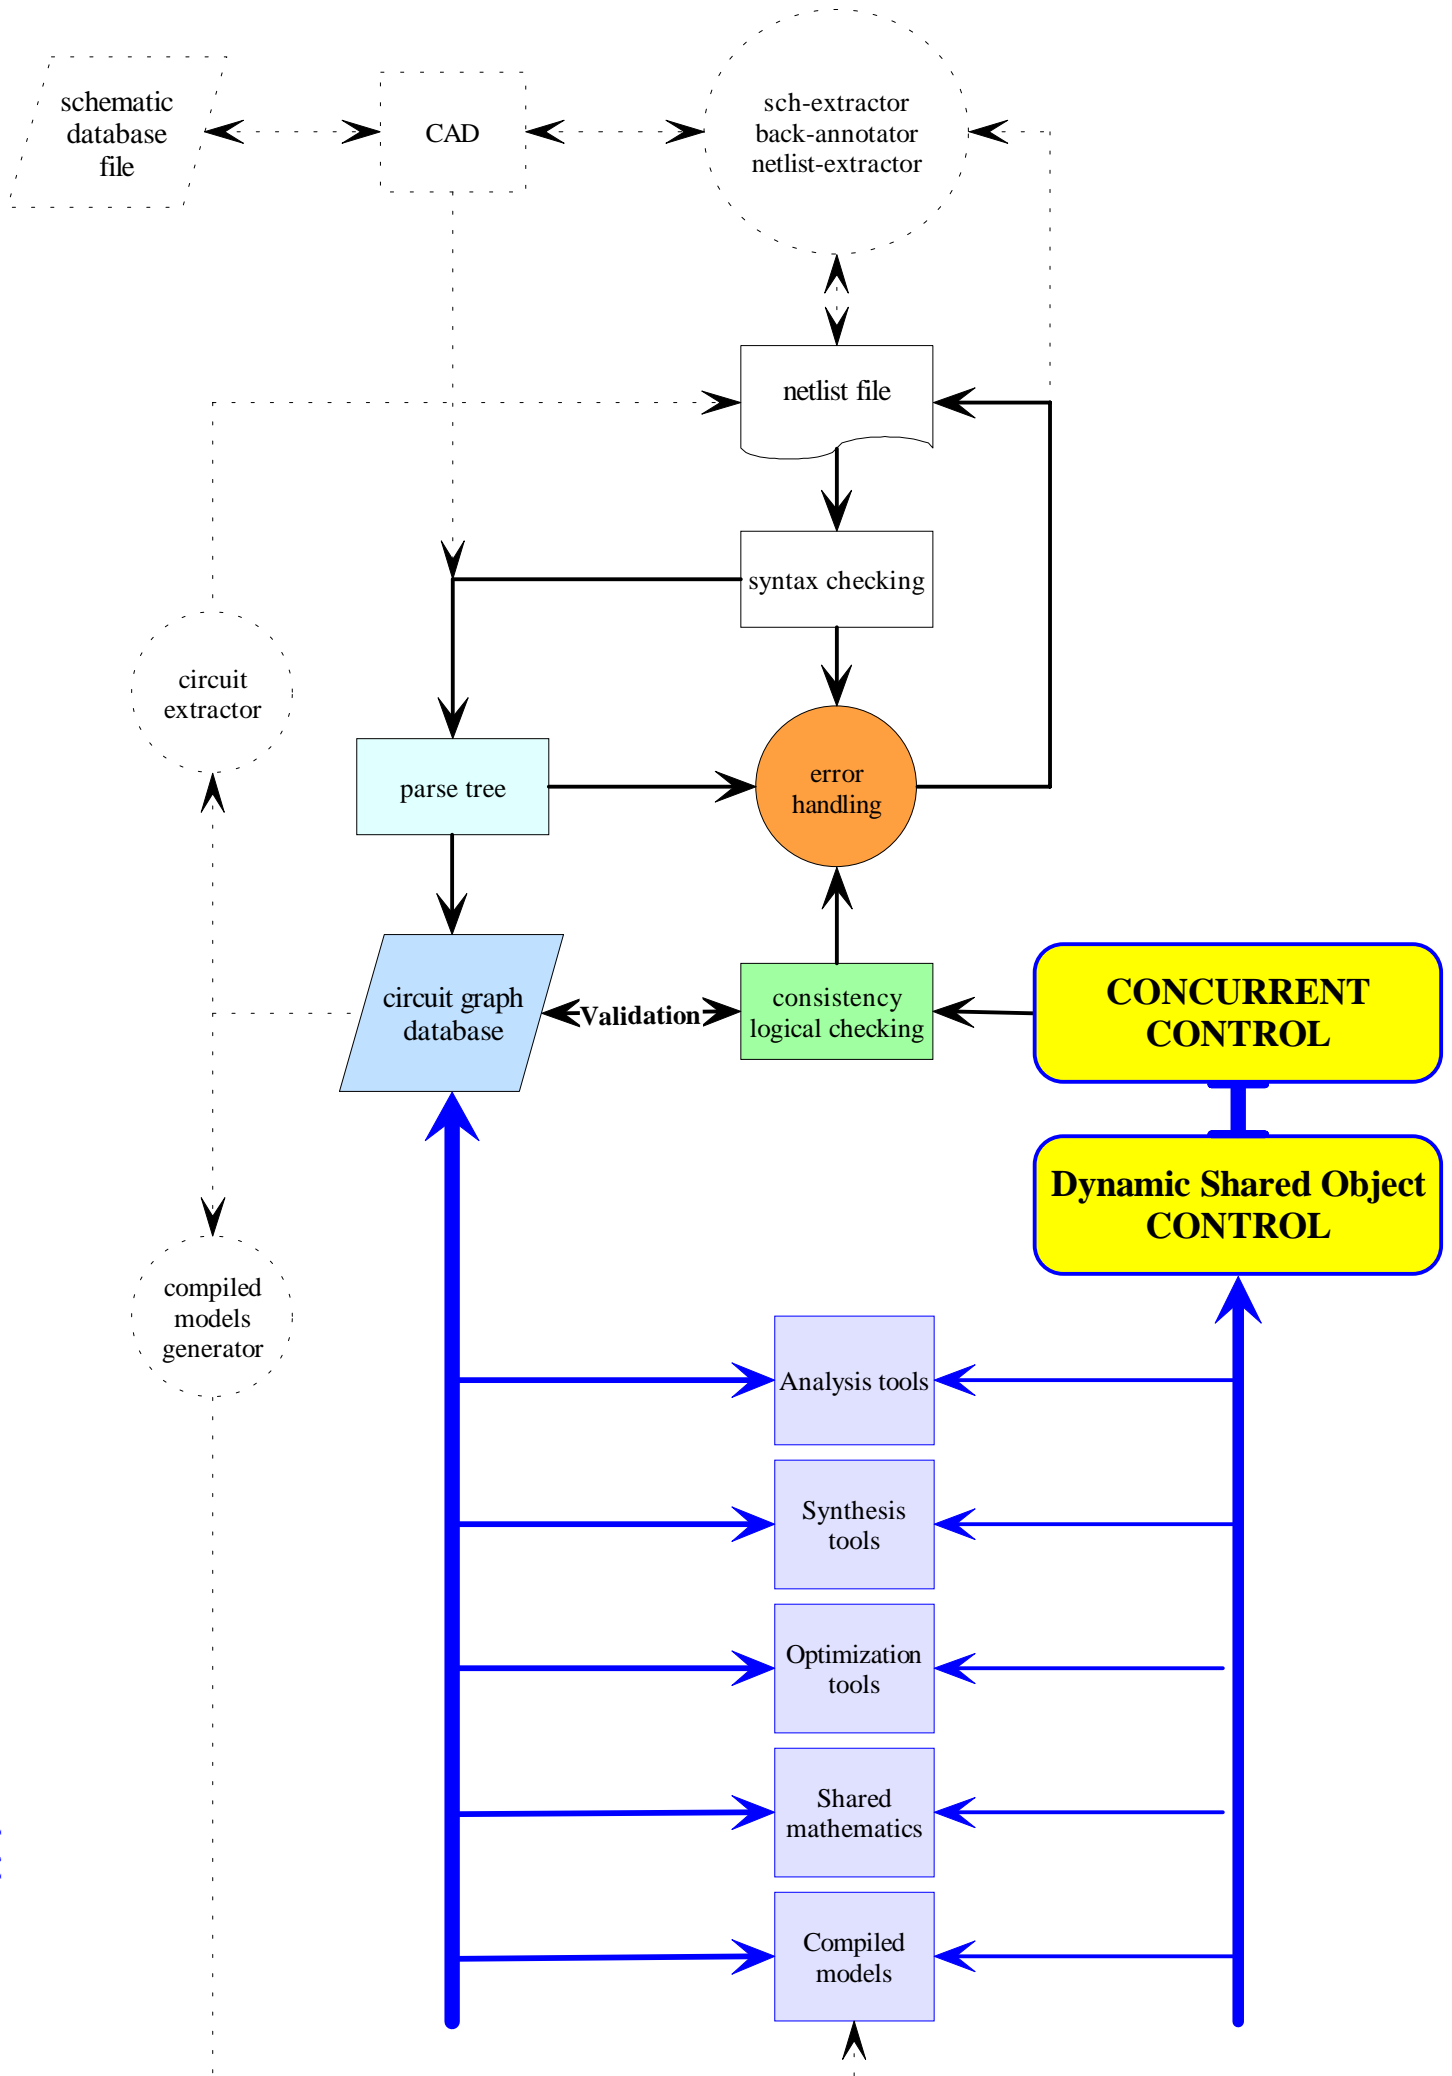 schematic
database
file
CAD
sch-extractor
back-annotator
netlist-extractor
netlist file
syntax checking
circuit
extractor
parse tree
error
handling
circuit graph
database
Validation
consistency
logical checking
CONCURRENT
CONTROL
Dynamic Shared Object
CONTROL
compiled
models
generator
Analysis tools
Synthesis
tools
Optimization
tools
Shared
mathematics
Compiled
models